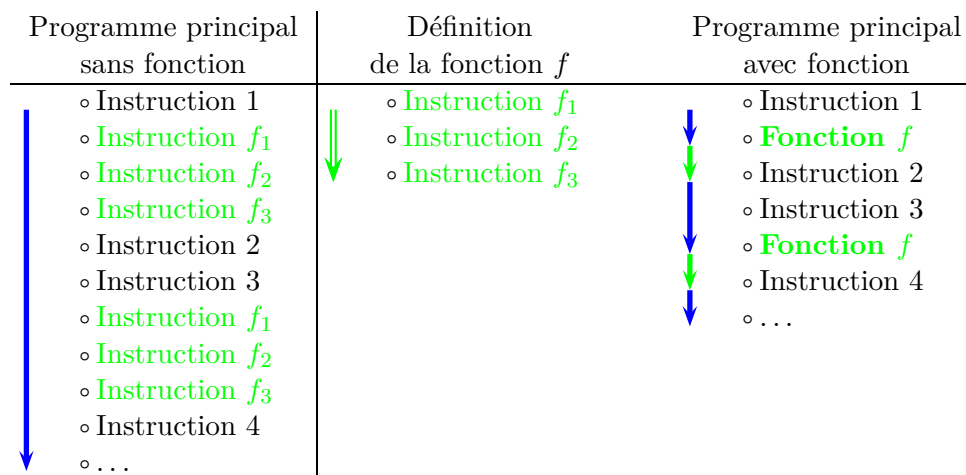 Programme principal
sans fonction
∘ Instruction 1
∘ Instruction f₁
∘ Instruction f₂
∘ Instruction f₃
∘ Instruction 2
∘ Instruction 3
∘ Instruction f₁
∘ Instruction f₂
∘ Instruction f₃
∘ Instruction 4
∘ ...
Définition
de la fonction f
∘ Instruction f₁
∘ Instruction f₂
∘ Instruction f₃
Programme principal
avec fonction
∘ Instruction 1
∘ Fonction f
∘ Instruction 2
∘ Instruction 3
∘ Fonction f
∘ Instruction 4
∘ ...